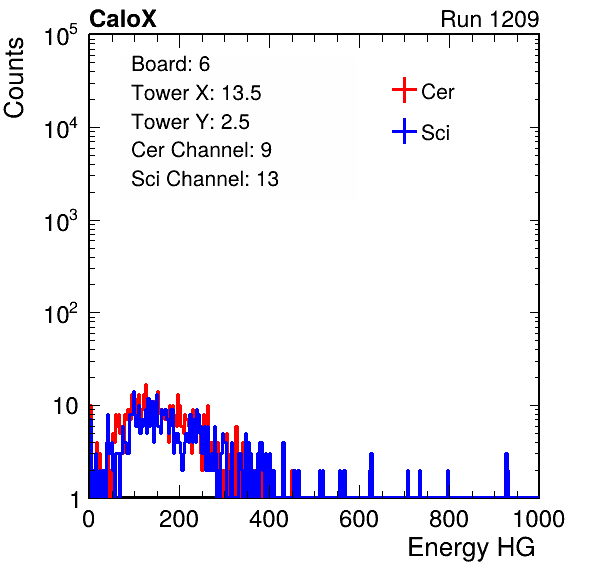 CaloX Run 1209
Counts
Board: 6
Tower X: 13.5
Tower Y: 2.5
Cer Channel: 9
Sci Channel: 13
Cer
Sci
10^5
10^4
10^3
10^2
10
1
0 200 400 600 800 1000
Energy HG